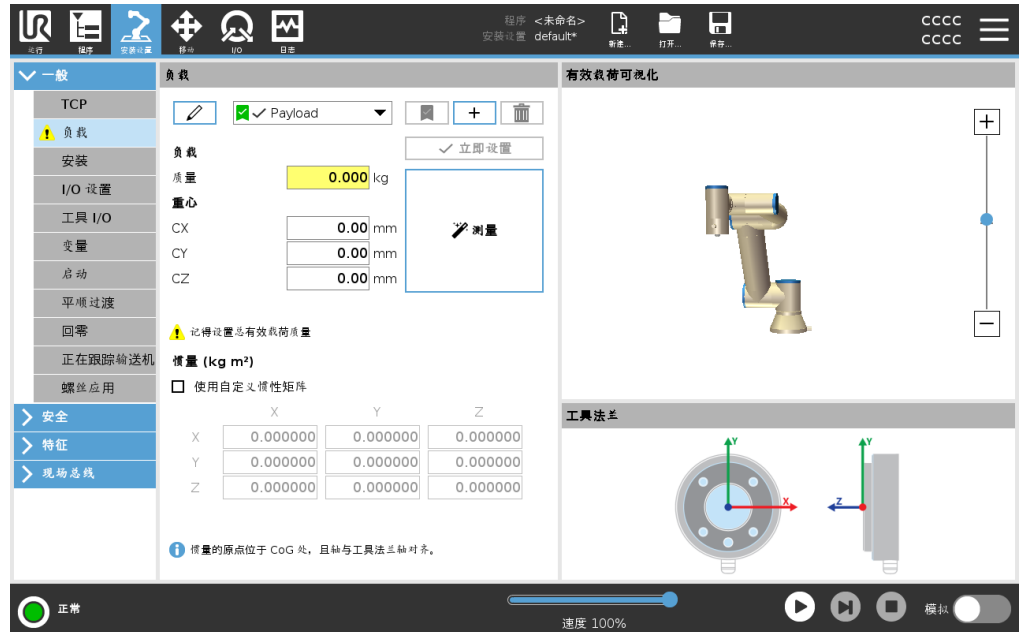 UR
运行 程序 安装设置 移动 I/O 日志
程序 <未命名>
安装设置 default*
新建... 打开... 保存...
CCCC
CCCC
一般
TCP
负载
安装
I/O 设置
工具 I/O
变量
启动
平顺过渡
回零
正在跟踪输送机
螺丝应用
安全
特征
现场总线
负载
Payload
立即设置
负载
质量 0.000 kg
重心
CX 0.00 mm
CY 0.00 mm
CZ 0.00 mm
测量
记得设置总有效载荷质量
惯量 (kg m²)
使用自定义惯性矩阵
X Y Z
X 0.000000 0.000000 0.000000
Y 0.000000 0.000000 0.000000
Z 0.000000 0.000000 0.000000
惯量的原点位于 CoG 处，且轴与工具法兰轴对齐。
有效载荷可视化
工具法兰
Y
X
Y
Z
正常
速度 100%
模拟